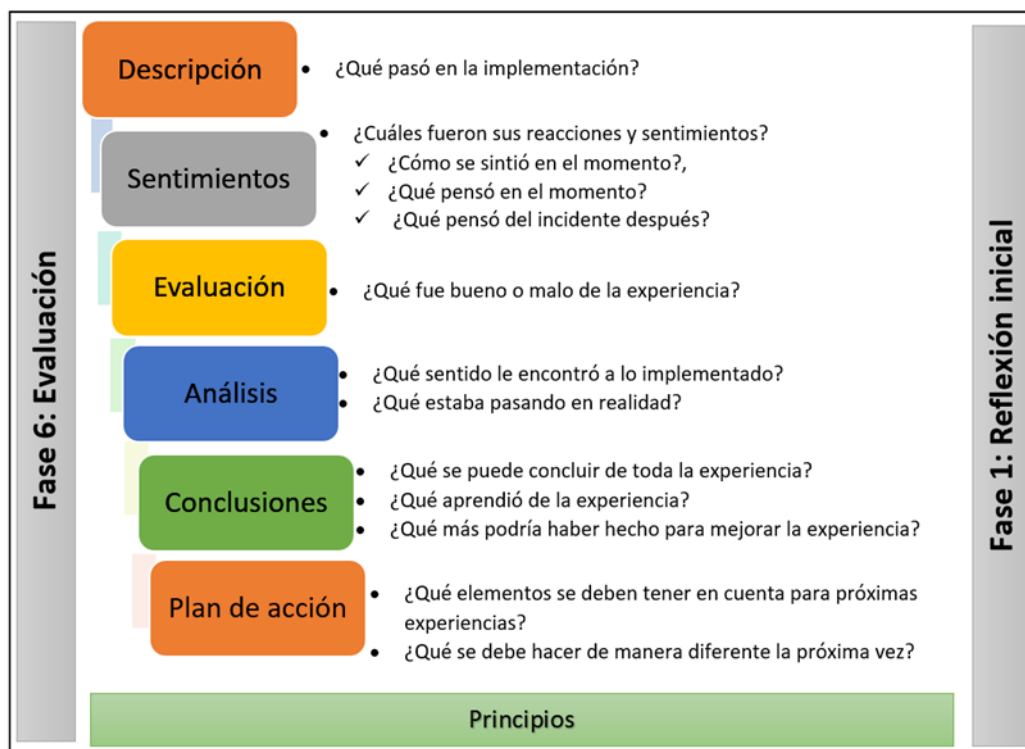 Fase 6: Evaluación
Descripción
• ¿Qué pasó en la implementación?
Sentimientos
• ¿Cuáles fueron sus reacciones y sentimientos?
✓ ¿Cómo se sintió en el momento?,
✓ ¿Qué pensó en el momento?
✓ ¿Qué pensó del incidente después?
Evaluación
• ¿Qué fue bueno o malo de la experiencia?
Análisis
• ¿Qué sentido le encontró a lo implementado?
• ¿Qué estaba pasando en realidad?
Conclusiones
• ¿Qué se puede concluir de toda la experiencia?
• ¿Qué aprendió de la experiencia?
• ¿Qué más podría haber hecho para mejorar la experiencia?
Plan de acción
• ¿Qué elementos se deben tener en cuenta para próximas
experiencias?
• ¿Qué se debe hacer de manera diferente la próxima vez?
Principios
Fase 1: Reflexión inicial